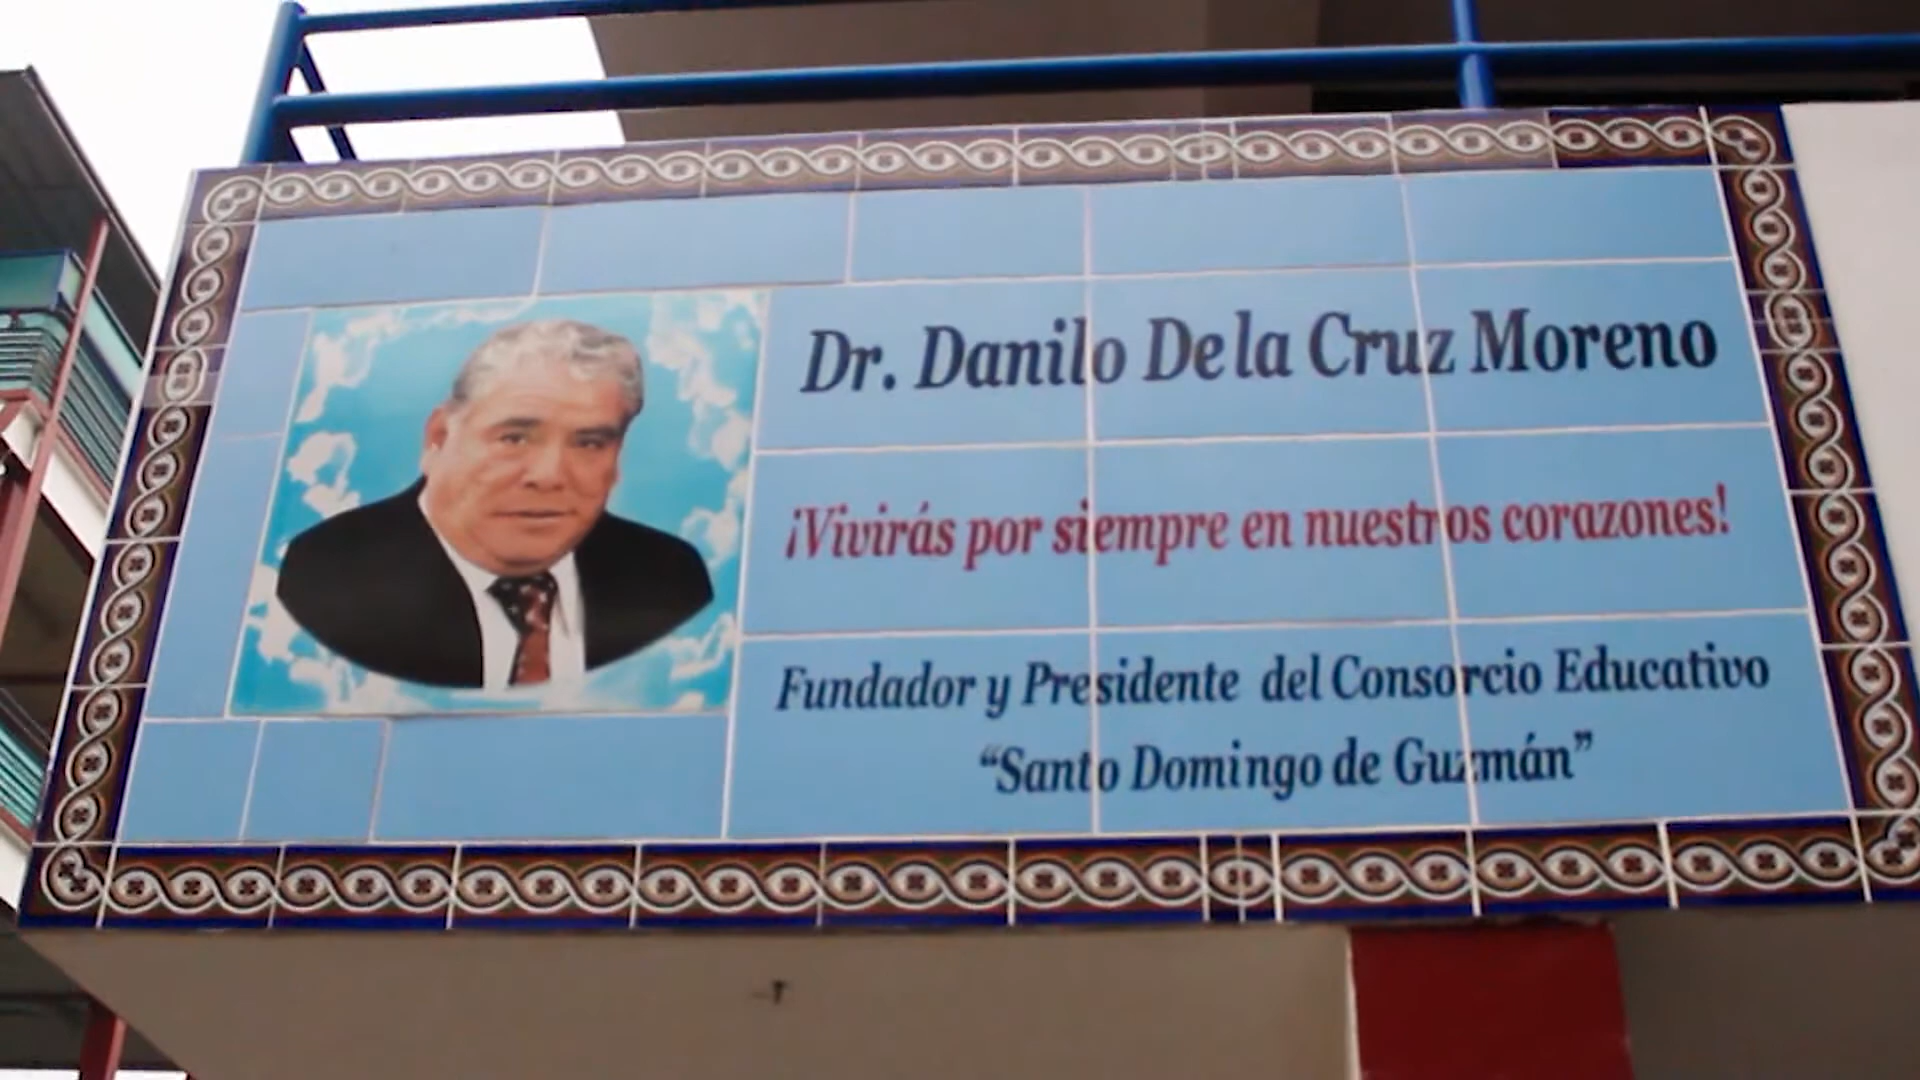 Dr. Danilo De la Cruz Moreno
¡Vivirás por siempre en nuestros corazones!
Fundador y Presidente del Consorcio Educativo
“Santo Domingo de Guzmán”